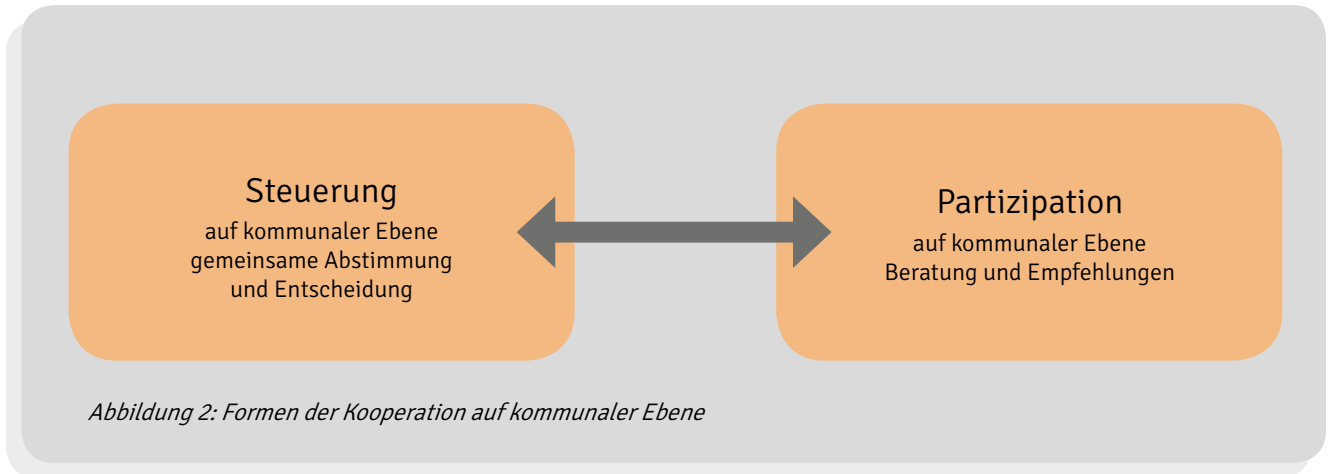 Steuerung
auf kommunaler Ebene
gemeinsame Abstimmung
und Entscheidung
Partizipation
auf kommunaler Ebene
Beratung und Empfehlungen
Abbildung 2: Formen der Kooperation auf kommunaler Ebene